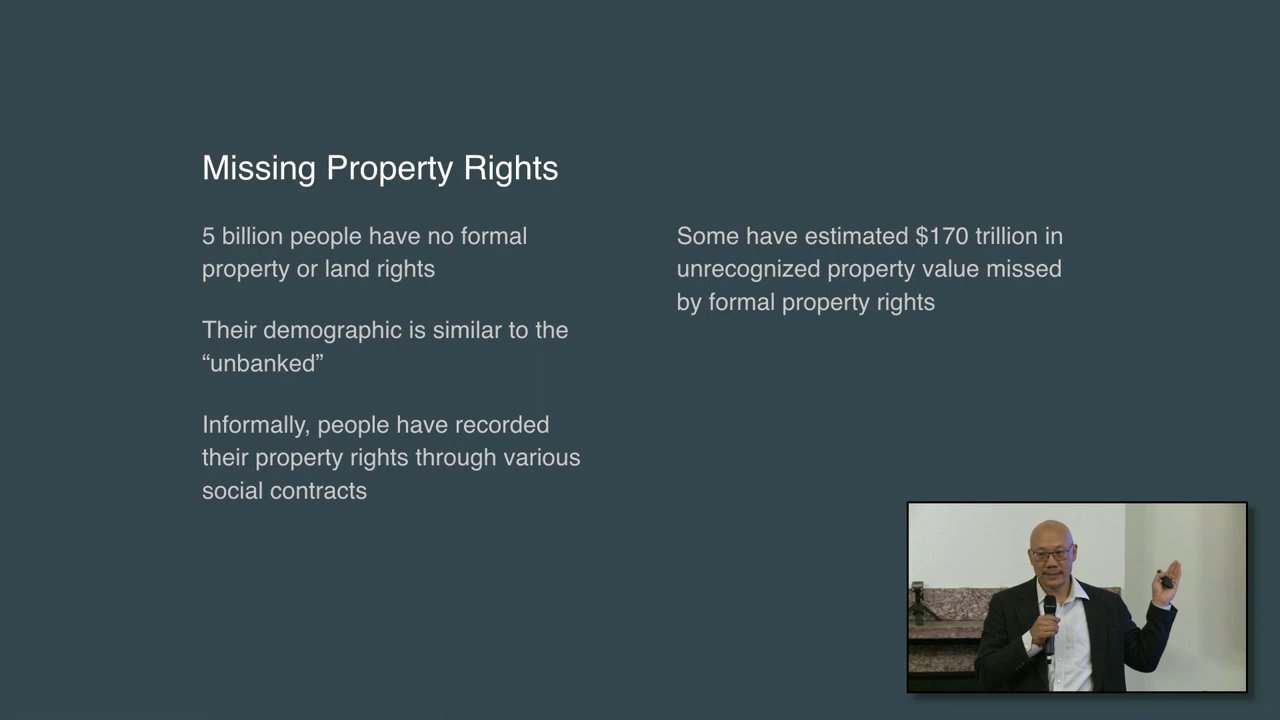 Missing Property Rights
5 billion people have no formal
property or land rights
Their demographic is similar to the
“unbanked”
Informally, people have recorded
their property rights through various
social contracts
Some have estimated $170 trillion in
unrecognized property value missed
by formal property rights